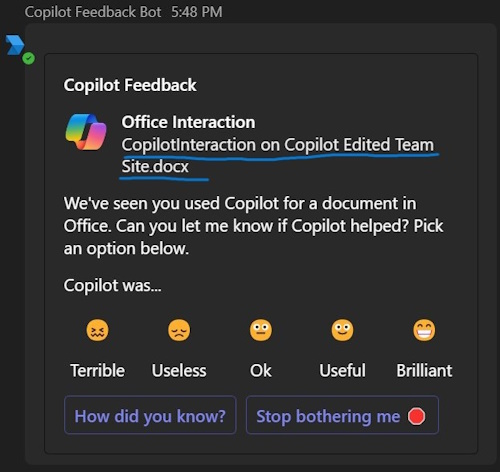 Copilot Feedback Bot 5:48 PM
Copilot Feedback
Office Interaction
CopilotInteraction on Copilot Edited Team
Site.docx
We've seen you used Copilot for a document in
Office. Can you let me know if Copilot helped? Pick
an option below.
Copilot was...
Terrible Useless Ok Useful Brilliant
How did you know? Stop bothering me